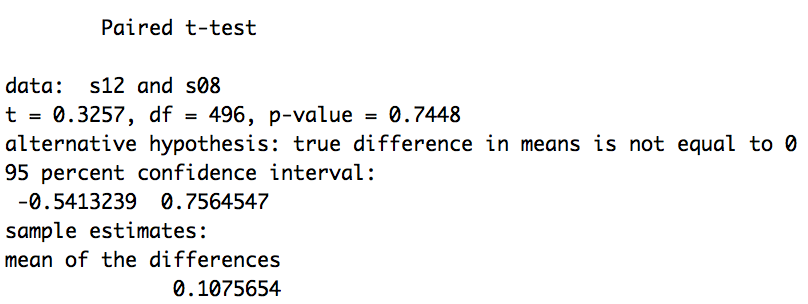 Paired t-test
data:  s12 and s08
t = 0.3257, df = 496, p-value = 0.7448
alternative hypothesis: true difference in means is not equal to 0
95 percent confidence interval:
-0.5413239  0.7564547
sample estimates:
mean of the differences
0.1075654